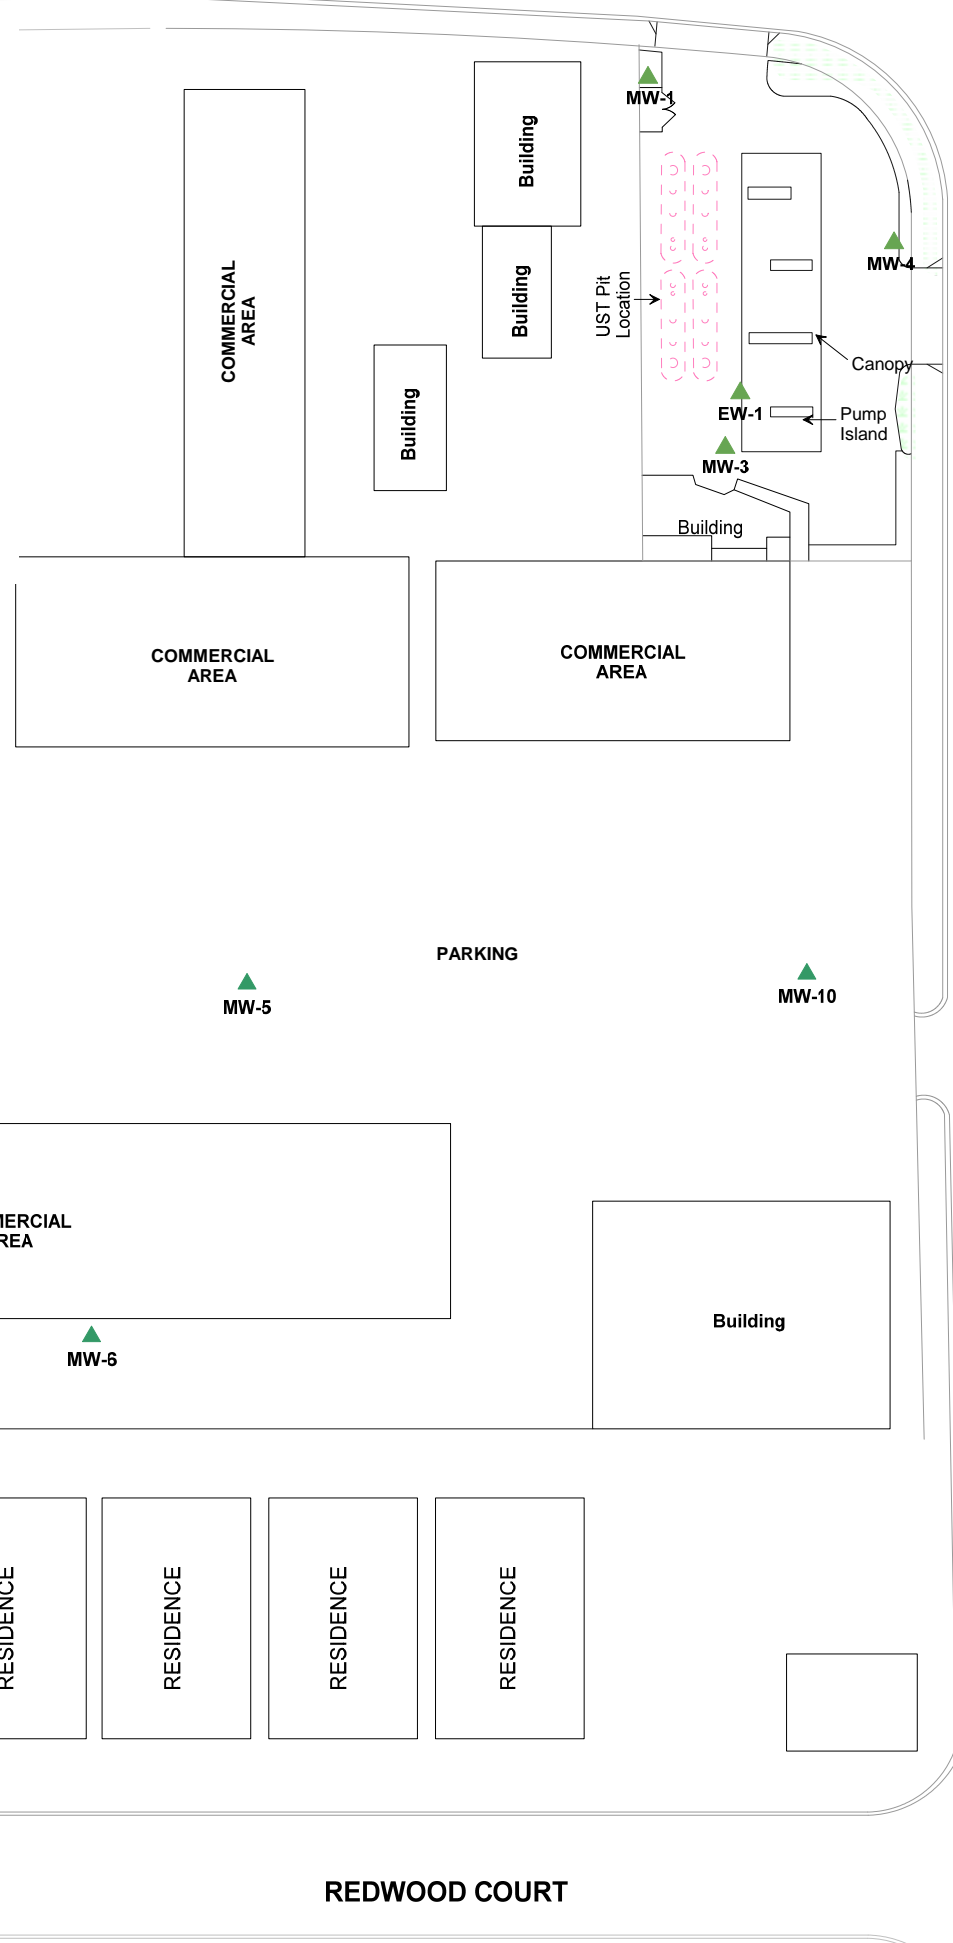 MW-1
Building
COMMERCIAL
AREA
MW-4
Building
UST Pit
Location
Canopy
Building
EW-1
Pump
Island
MW-3
Building
COMMERCIAL
AREA
COMMERCIAL
AREA
PARKING
MW-5
MW-10
MERCIAL
REA
Building
MW-6
RESIDENCE
RESIDENCE
RESIDENCE
RESIDENCE
REDWOOD COURT